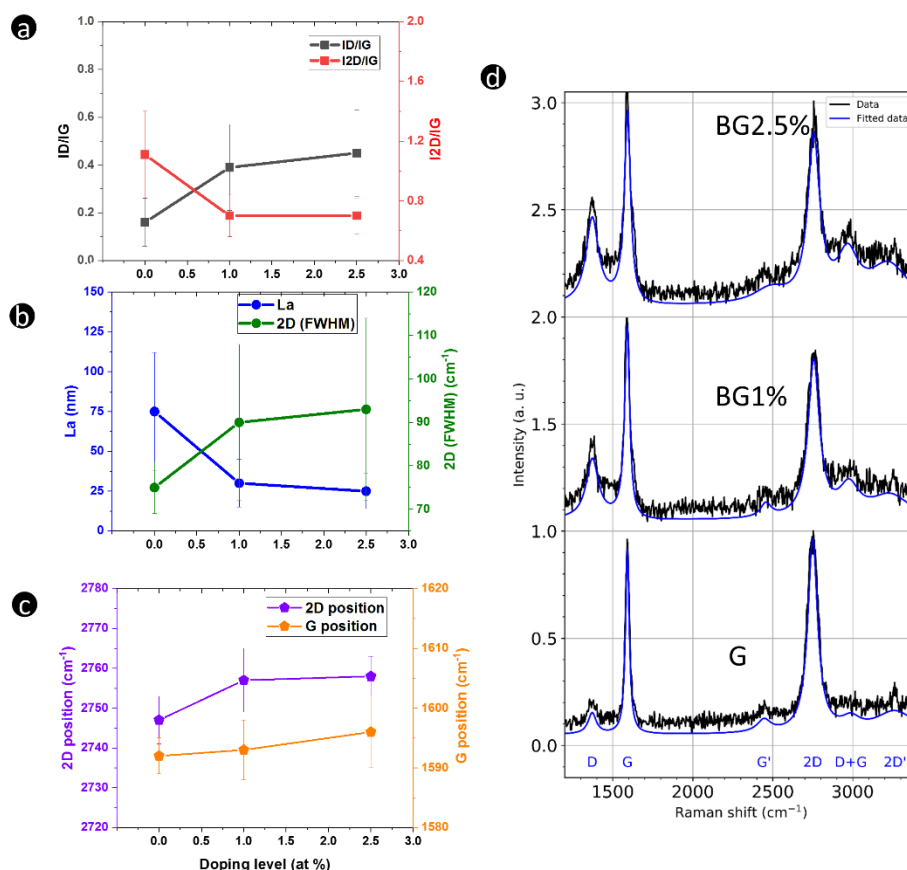 a
1.0
0.8
0.6
0.4
0.2
0.0
ID/IG
ID/IG
I2D/IG
2.0
1.6
1.2
0.8
0.4
I2D/IG
0.0 0.5 1.0 1.5 2.0 2.5 3.0
b
150
125
100
75
50
25
0
La (nm)
La
2D (FWHM)
120
110
100
90
80
70
2D (FWHM) (cm⁻¹)
0.0 0.5 1.0 1.5 2.0 2.5 3.0
c
2780
2770
2760
2750
2740
2730
2720
2D position (cm⁻¹)
2D position
G position
1620
1610
1600
1590
1580
G position (cm⁻¹)
0.0 0.5 1.0 1.5 2.0 2.5 3.0
Doping level (at %)
d
Data
Fitted data
BG2.5%
BG1%
G
3.0
2.5
2.0
1.5
1.0
0.5
0.0
Intensity (a. u.)
D G G' 2D D+G 2D'
1500 2000 2500 3000
Raman shift (cm⁻¹)